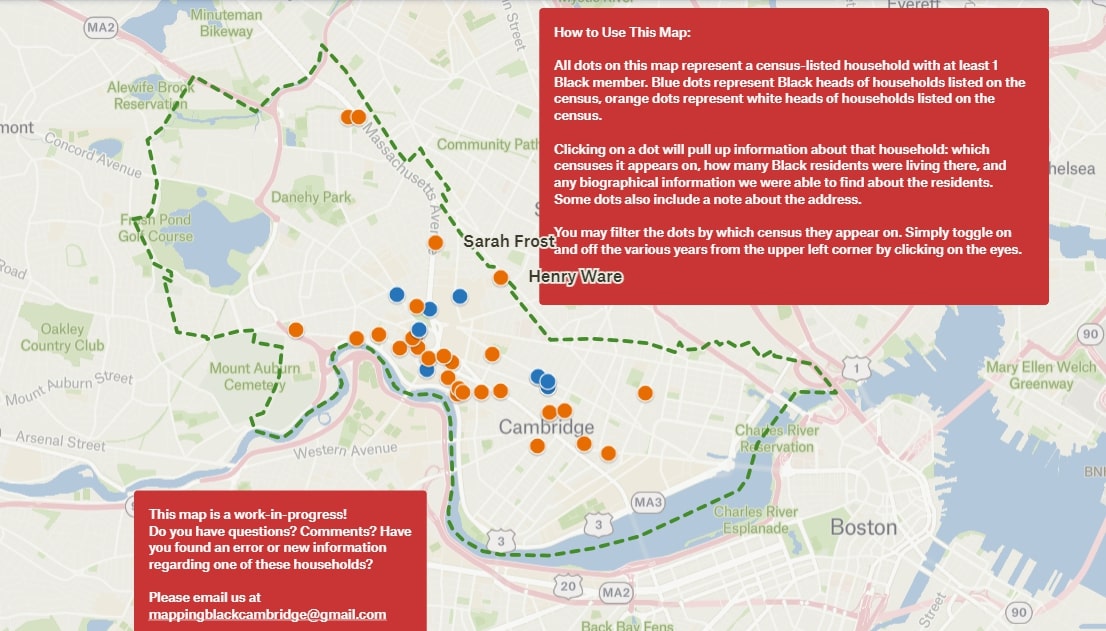 Mystic River
Everett
Minuteman
Bikeway
MA2
Street
How to Use This Map:
All dots on this map represent a census-listed household with at least 1
Black member. Blue dots represent Black heads of households listed on the
census, orange dots represent white heads of households listed on the
census.
Clicking on a dot will pull up information about that household: which
censuses it appears on, how many Black residents were living there, and
any biographical information we were able to find about the residents.
Some dots also include a note about the address.
You may filter the dots by which census they appear on. Simply toggle on
and off the various years from the upper left corner by clicking on the eyes.
Alewife Brook
Reservation
mont
Concord Avenue
Massachusetts Aven
Community Path
helsea
Danehy Park
S
Fresh Pond
Golf Course
Sarah Frost
Henry Ware
Road
Oakley
Country Club
90
1
Mount Auburn
Cemetery
Mount Auburn Street
Mary Ellen Welch
Greenway
Cambridge
Arsenal Street
Western Avenue
Charles River
Reservation
BN
This map is a work-in-progress!
Do you have questions? Comments? Have
you found an error or new information
regarding one of these households?
Please email us at
mappingblackcambridge@gmail.com
MA3
3
3
Charles River
Esplanade
Boston
20
MA2
90
Street
Back Bay Fens